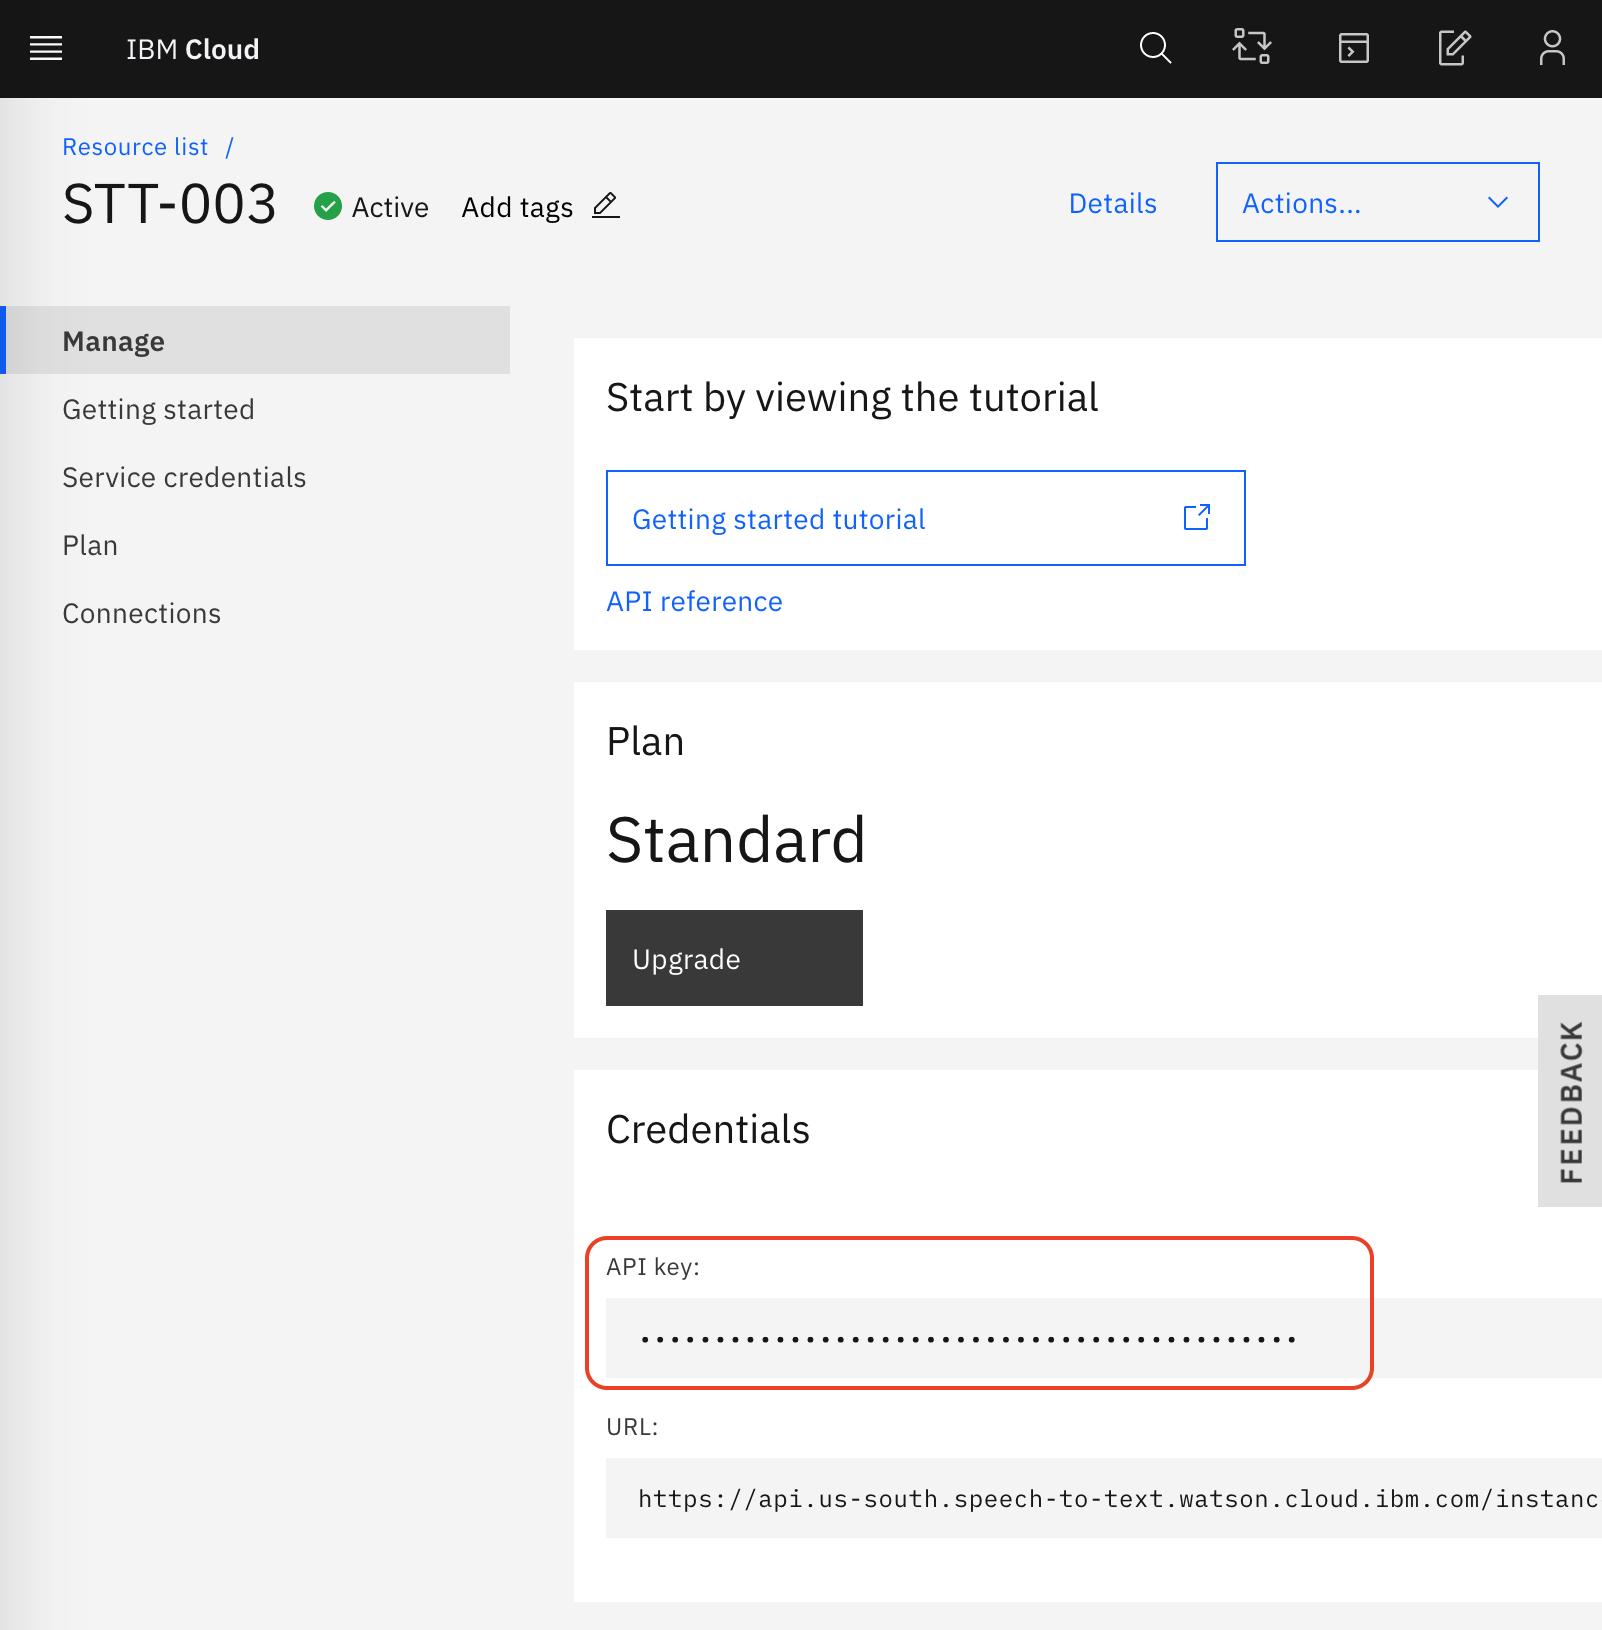 IBM Cloud
Resource list /
STT-003
Active
Add tags
Details
Actions...
Manage
Getting started
Service credentials
Plan
Connections
Start by viewing the tutorial
Getting started tutorial
API reference
Plan
Standard
Upgrade
FEEDBACK
Credentials
API key:
••••••••••••••••••••••••••••••••••••••••••••
URL:
https://api.us-south.speech-to-text.watson.cloud.ibm.com/instanc